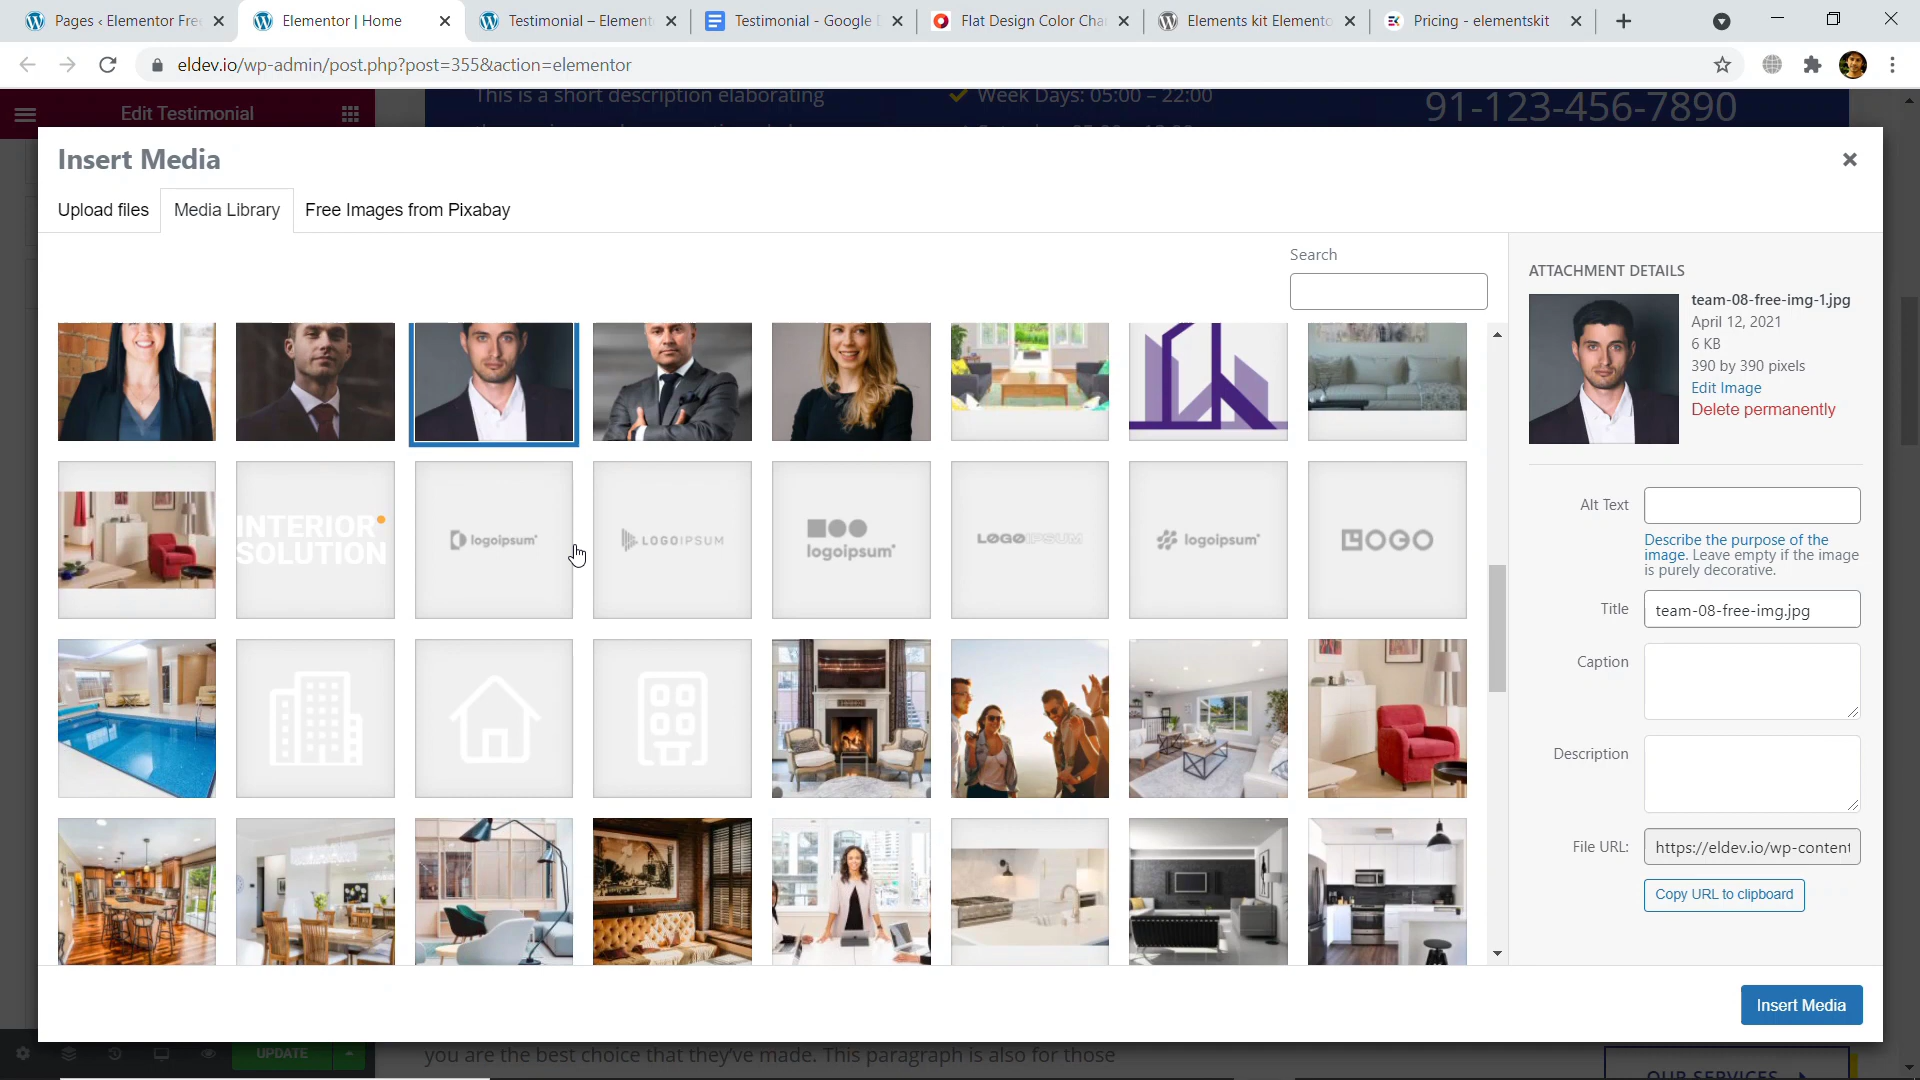 Pages ‹ Elementor Fre
Elementor | Home
Testimonial – Element
Testimonial - Google
Flat Design Color Cha
Elements kit Elemento
Pricing - elementskit
eldev.io/wp-admin/post.php?post=355&action=elementor
Edit Testimonial
This is a short description elaborating
Week Days: 05:00 – 22:00
91-123-456-7890
Insert Media
Upload files
Media Library
Free Images from Pixabay
Search
ATTACHMENT DETAILS
team-08-free-img-1.jpg
April 12, 2021
6 KB
390 by 390 pixels
Edit Image
Delete permanently
INTERIOR
SOLUTION
logoipsum
LOGOIPSUM
logoipsum
LOGOIPSUM
logoipsum
LOGO
Alt Text
Describe the purpose of the
image. Leave empty if the image
is purely decorative.
Title
team-08-free-img.jpg
Caption
Description
File URL:
https://eldev.io/wp-content
Copy URL to clipboard
Insert Media
UPDATE
you are the best choice that they've made. This paragraph is also for those
OUR SERVICES